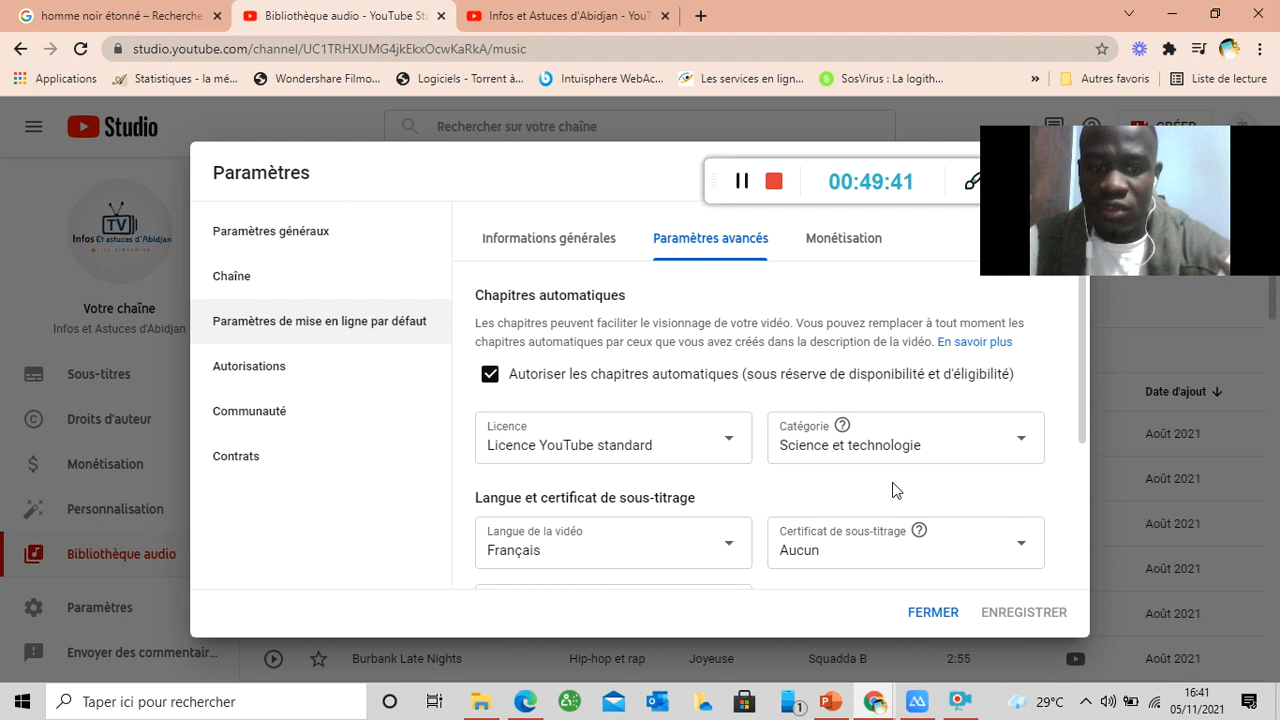 homme noir étonné - Recherch
Bibliothèque audio - YouTube Stu
Infos et Astuces d'Abidjan - YouT
studio.youtube.com/channel/UC1TRHXUMG4jkEkxOcwKaRkA/music
Applications
Statistiques - la mé...
Wondershare Filmo...
Logiciels - Torrent à...
Intuisphere WebAc...
Les services en lign...
SosVirus : La logith...
»
Autres favoris
Liste de lecture
Studio
Rechercher sur votre chaîne
CRÉER
TV
Infos Et astuces d'Abidjan
Votre chaîne
Infos et Astuces d'Abidjan
Sous-titres
Droits d'auteur
Monétisation
Personnalisation
Bibliothèque audio
Paramètres
Envoyer des commentair...
Paramètres
00:49:41
Paramètres généraux
Chaîne
Paramètres de mise en ligne par défaut
Autorisations
Communauté
Contrats
Informations générales
Paramètres avancés
Monétisation
Chapitres automatiques
Les chapitres peuvent faciliter le visionnage de votre vidéo. Vous pouvez remplacer à tout moment les
chapitres automatiques par ceux que vous avez créés dans la description de la vidéo. En savoir plus
Autoriser les chapitres automatiques (sous réserve de disponibilité et d'éligibilité)
Licence
Licence YouTube standard
Catégorie
Science et technologie
Langue et certificat de sous-titrage
Langue de la vidéo
Français
Certificat de sous-titrage
Aucun
FERMER
ENREGISTRER
Date d'ajout
Août 2021
Août 2021
Août 2021
Août 2021
Août 2021
Burbank Late Nights
Hip-hop et rap
Joyeuse
Squadda B
2:55
Août 2021
Taper ici pour rechercher
1
29°C
16:41
05/11/2021